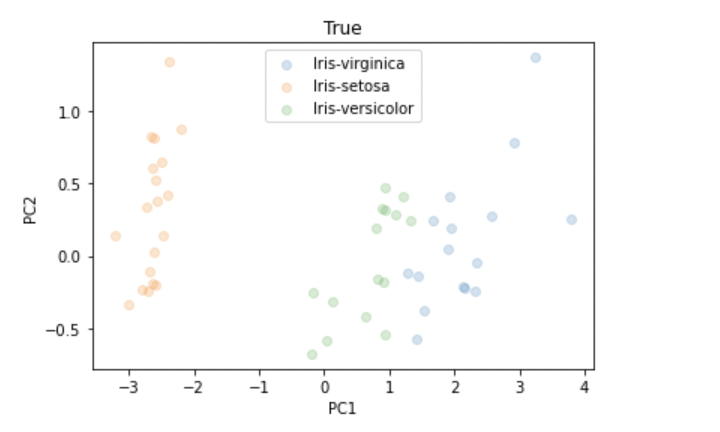 True
Iris-virginica
Iris-setosa
Iris-versicolor
1.0
0.5
0.0
−0.5
PC2
−3 −2 −1 0 1 2 3 4
PC1